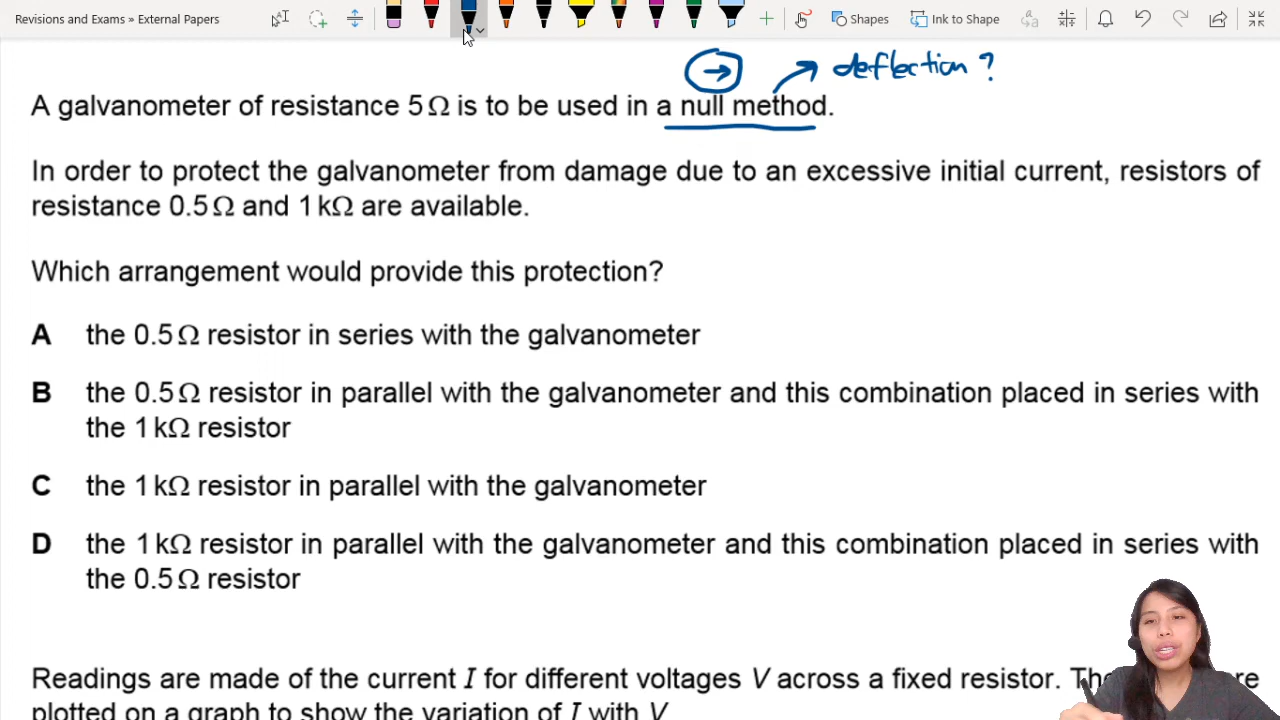 Revisions and Exams » External Papers
Shapes
Ink to Shape
deflection ?
A galvanometer of resistance 5 Ω is to be used in a null method.
In order to protect the galvanometer from damage due to an excessive initial current, resistors of
resistance 0.5 Ω and 1 kΩ are available.
Which arrangement would provide this protection?
A the 0.5 Ω resistor in series with the galvanometer
B the 0.5 Ω resistor in parallel with the galvanometer and this combination placed in series with
the 1 kΩ resistor
C the 1 kΩ resistor in parallel with the galvanometer
D the 1 kΩ resistor in parallel with the galvanometer and this combination placed in series with
the 0.5 Ω resistor
Readings are made of the current I for different voltages V across a fixed resistor.
plotted on a graph to show the variation of I with V